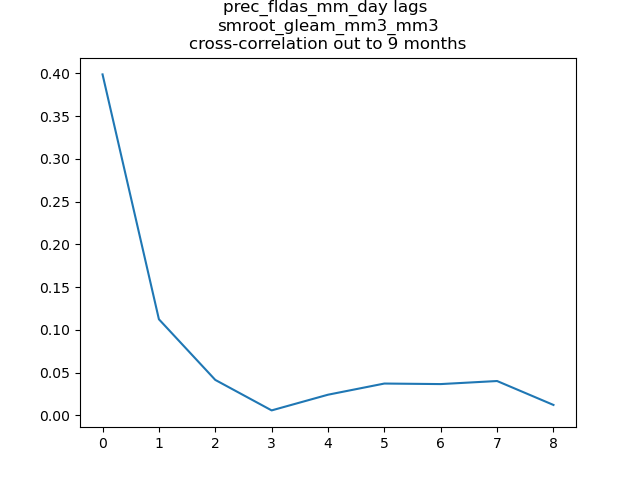 prec_fldas_mm_day lags
smroot_gleam_mm3_mm3
cross-correlation out to 9 months
0.40
0.35
0.30
0.25
0.20
0.15
0.10
0.05
0.00
0 1 2 3 4 5 6 7 8